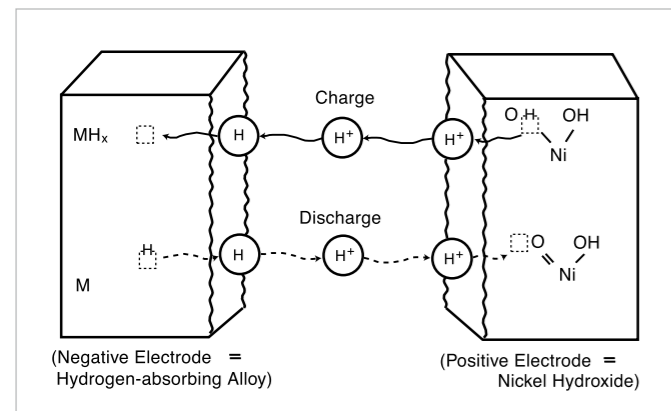 Charge
MHₓ
H
H⁺
H⁺
O H
OH
Ni
Discharge
H
H
H⁺
H⁺
O
OH
Ni
M
(Negative Electrode =
Hydrogen-absorbing Alloy)
(Positive Electrode =
Nickel Hydroxide)